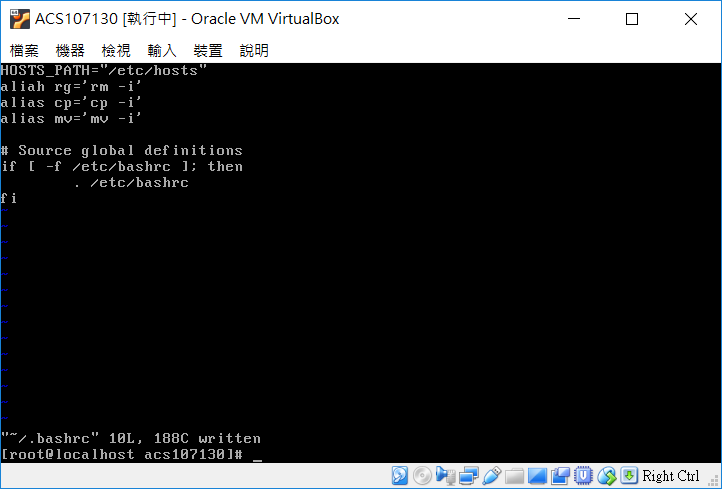 ACS107130 [執行中] - Oracle VM VirtualBox
檔案 機器 檢視 輸入 裝置 說明
HOSTS_PATH="/etc/hosts"
aliah rg='rm -i'
alias cp='cp -i'
alias mv='mv -i'
# Source global definitions
if [ -f /etc/bashrc ]; then
        . /etc/bashrc
fi
~
~
~
~
~
~
~
~
~
~
~
~
~
~
"~/.bashrc" 10L, 188C written
[root@localhost acs107130]# _
Right Ctrl